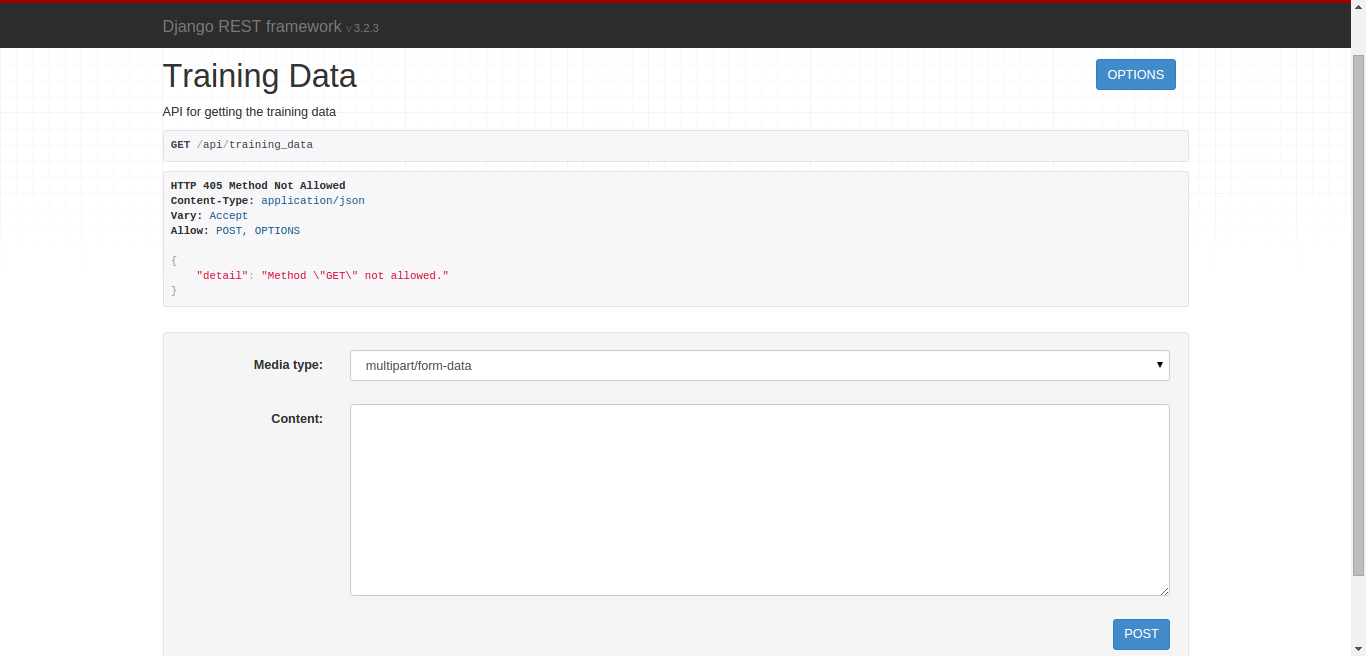 Django REST framework v 3.2.3
Training Data
OPTIONS
API for getting the training data
GET /api/training_data
HTTP 405 Method Not Allowed
Content-Type: application/json
Vary: Accept
Allow: POST, OPTIONS
{
    "detail": "Method \"GET\" not allowed."
}
Media type:
multipart/form-data
Content:
POST